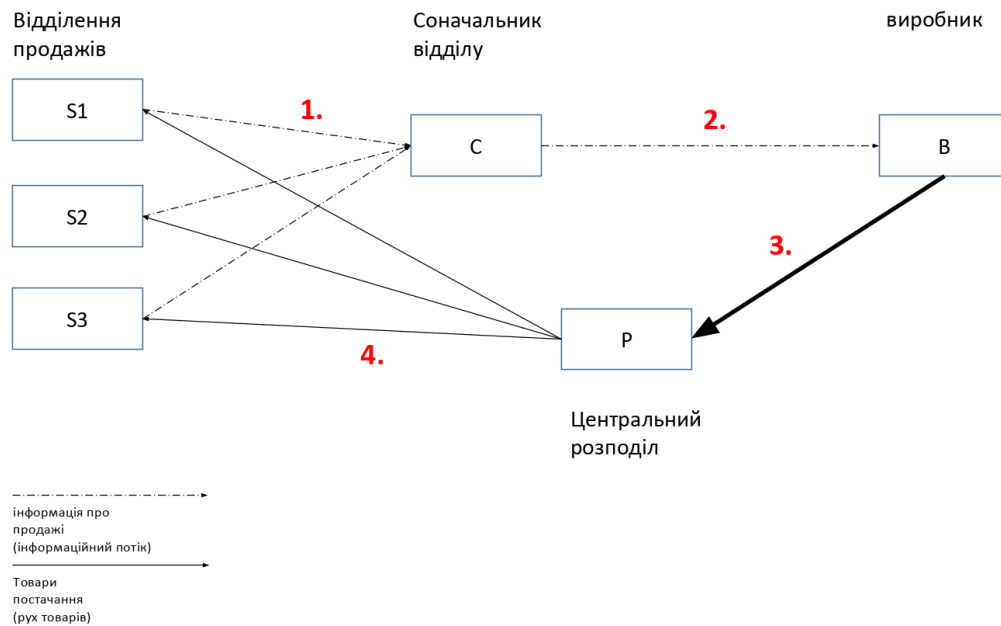 Відділення
продажів
Соначальник
відділу
виробник
S1
1.
C
2.
B
S2
3.
S3
4.
P
Центральний
розподіл
інформація про
продажі
(інформаційний потік)
Товари
постачання
(рух товарів)